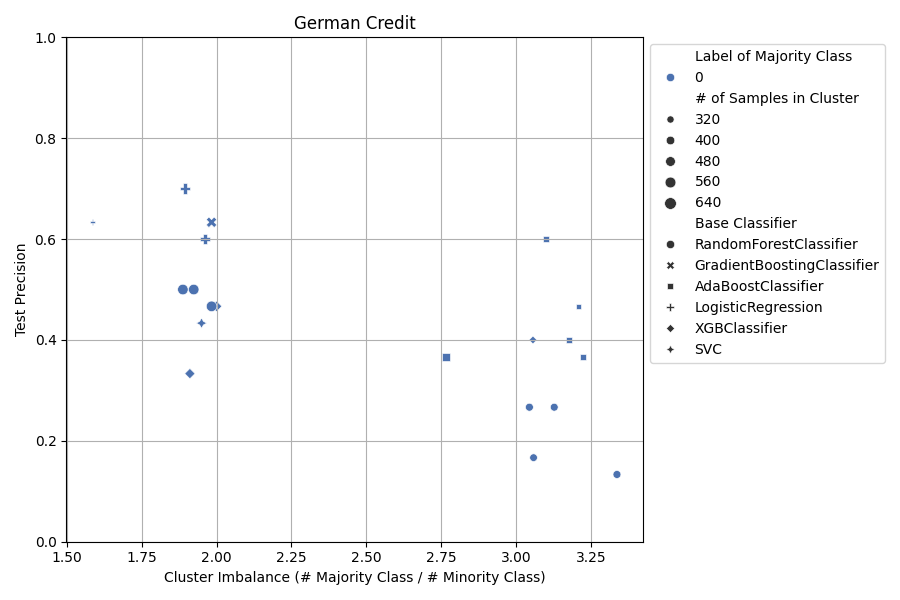 German Credit
1.0
0.8
0.6
0.4
0.2
0.0
Test Precision
1.50
1.75
2.00
2.25
2.50
2.75
3.00
3.25
Cluster Imbalance (# Majority Class / # Minority Class)
Label of Majority Class
0
# of Samples in Cluster
320
400
480
560
640
Base Classifier
RandomForestClassifier
GradientBoostingClassifier
AdaBoostClassifier
LogisticRegression
XGBClassifier
SVC